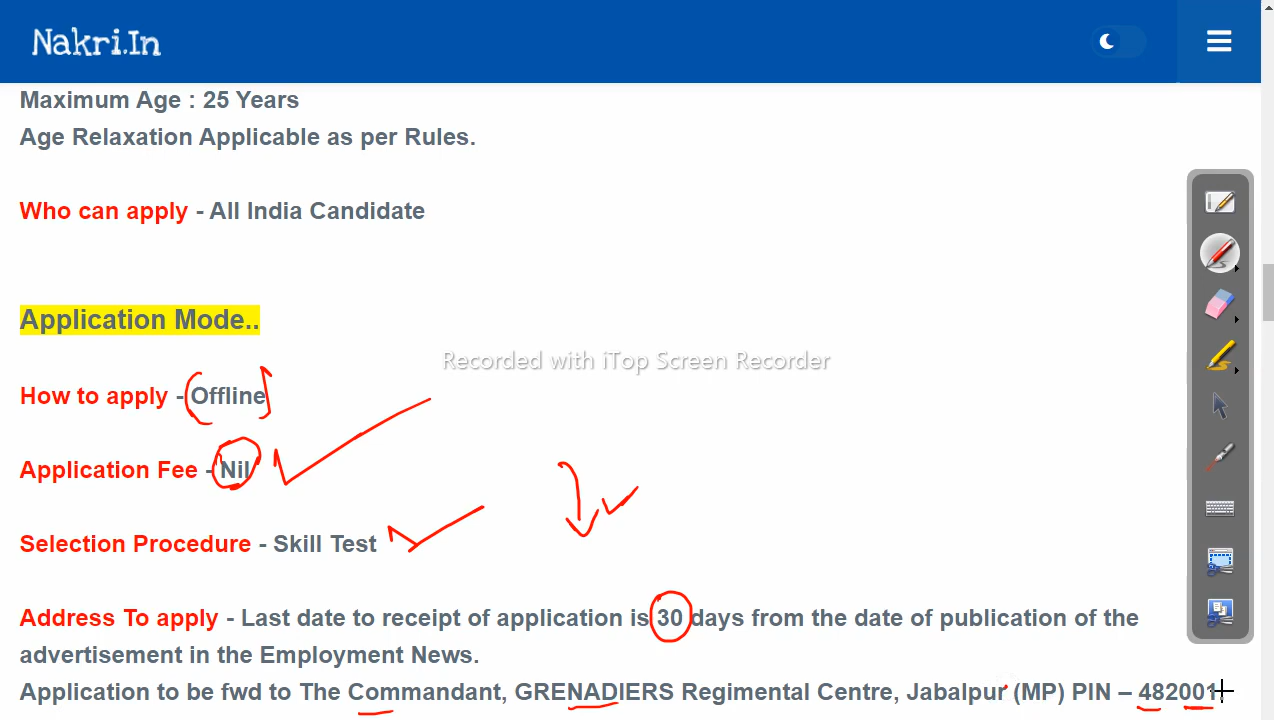 Nakri.In
Maximum Age : 25 Years
Age Relaxation Applicable as per Rules.
Who can apply - All India Candidate
Application Mode..
Recorded with iTop Screen Recorder
How to apply - Offline
Application Fee - Nil
Selection Procedure - Skill Test
Address To apply - Last date to receipt of application is 30 days from the date of publication of the
advertisement in the Employment News.
Application to be fwd to The Commandant, GRENADIERS Regimental Centre, Jabalpur (MP) PIN – 482001.